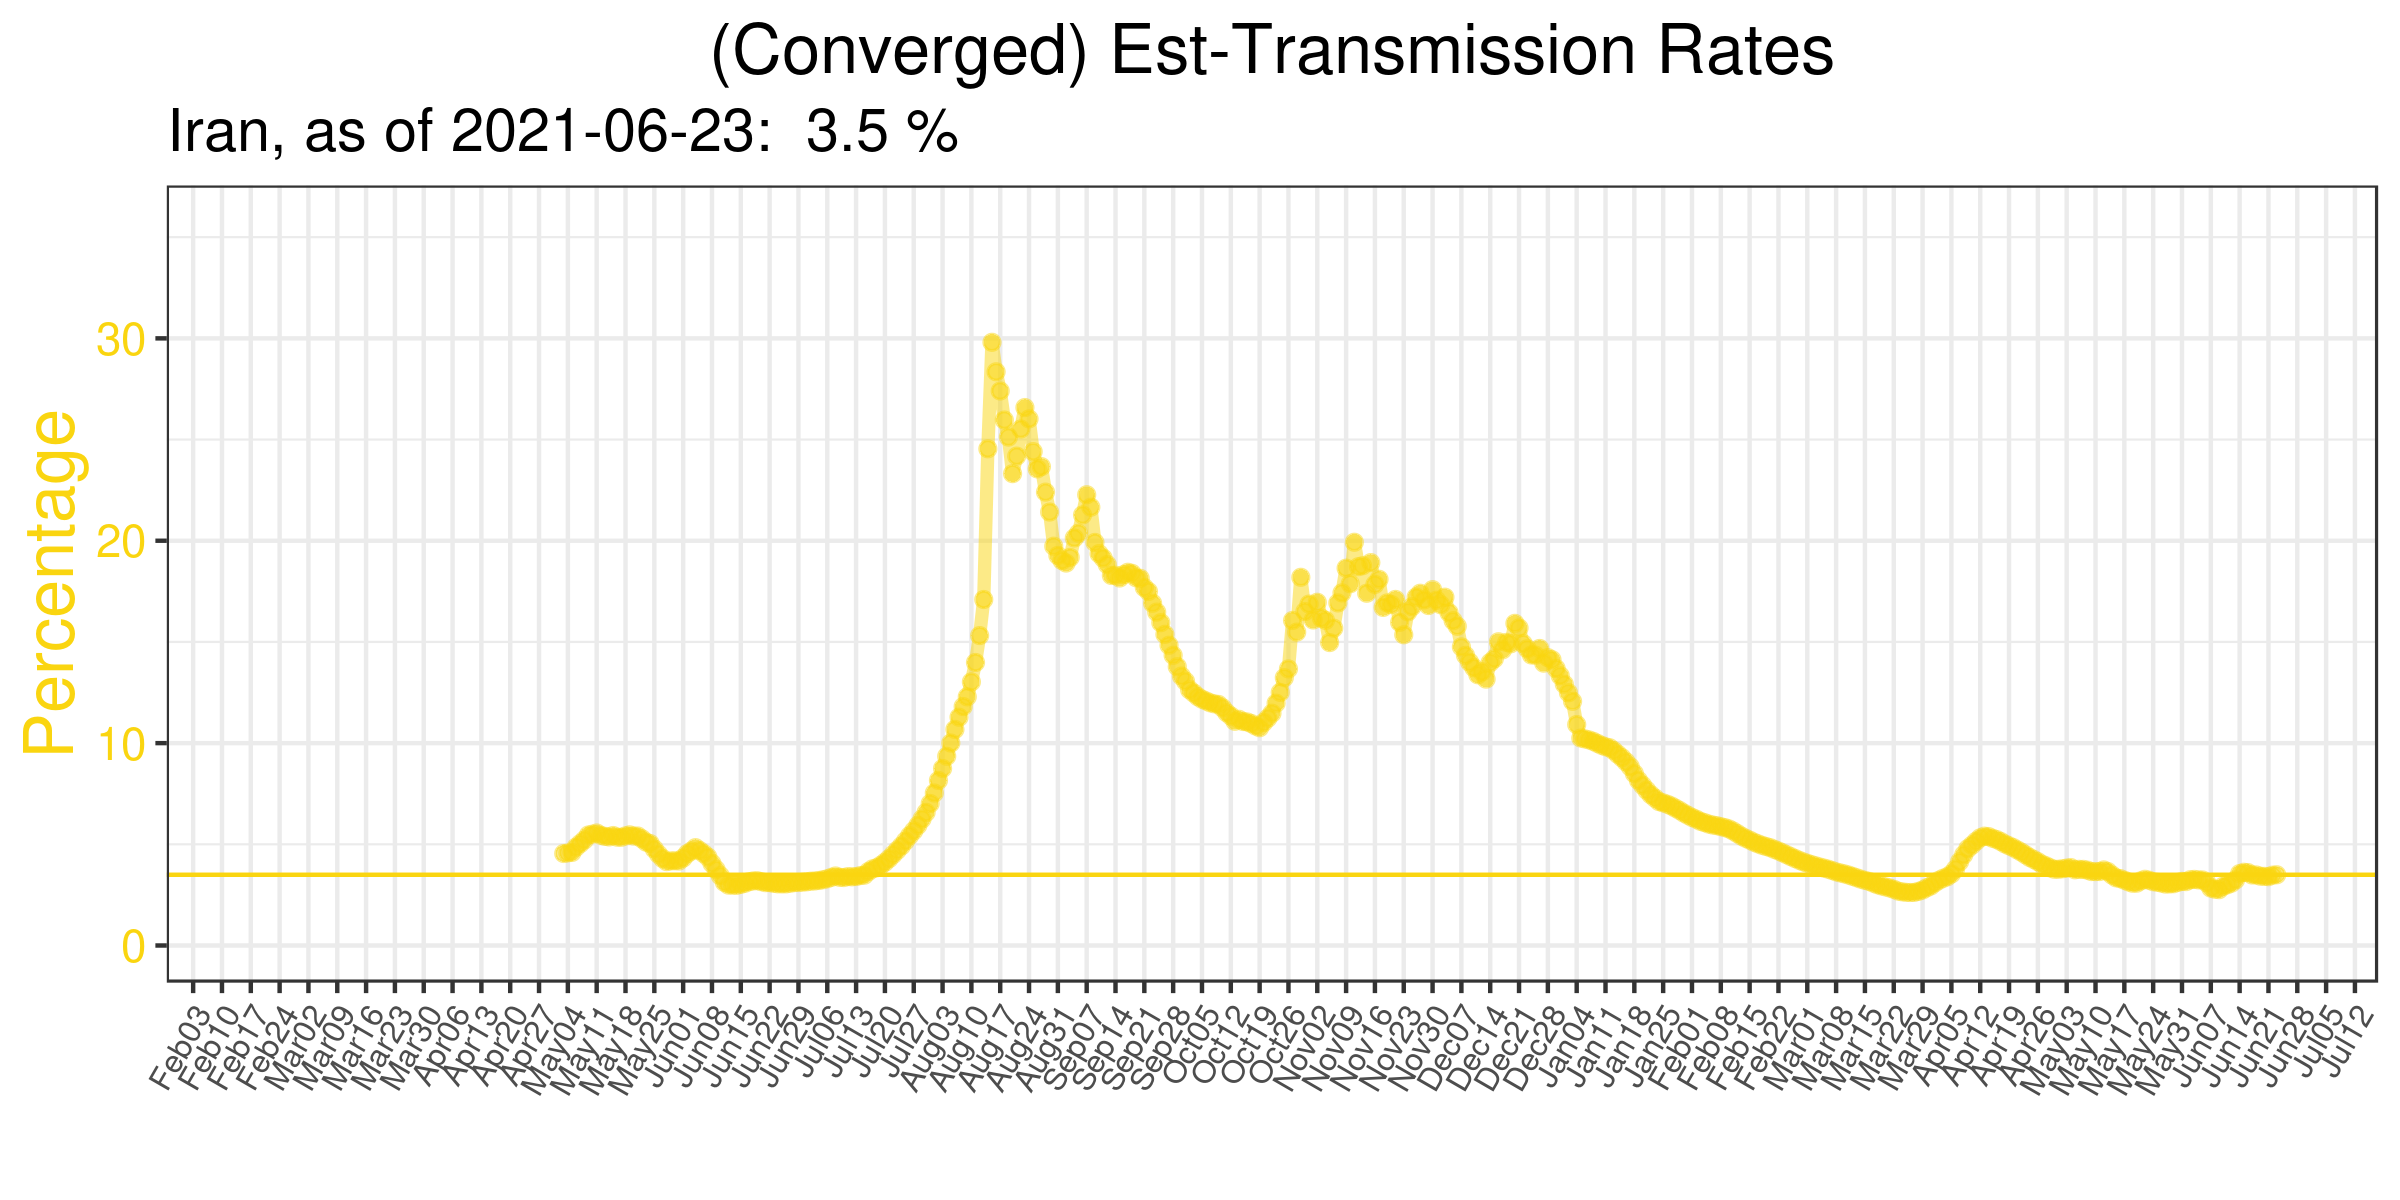 (Converged) Est-Transmission Rates
Iran, as of 2021-06-23:  3.5 %
Percentage
30
20
10
0
Feb03
Feb10
Feb17
Feb24
Mar02
Mar09
Mar16
Mar23
Mar30
Apr06
Apr13
Apr20
Apr27
May04
May11
May18
May25
Jun01
Jun08
Jun15
Jun22
Jun29
Jul06
Jul13
Jul20
Jul27
Aug03
Aug10
Aug17
Aug24
Aug31
Sep07
Sep14
Sep21
Sep28
Oct05
Oct12
Oct19
Oct26
Nov02
Nov09
Nov16
Nov23
Nov30
Dec07
Dec14
Dec21
Dec28
Jan04
Jan11
Jan18
Jan25
Feb01
Feb08
Feb15
Feb22
Mar01
Mar08
Mar15
Mar22
Mar29
Apr05
Apr12
Apr19
Apr26
May03
May10
May17
May24
May31
Jun07
Jun14
Jun21
Jun28
Jul05
Jul12